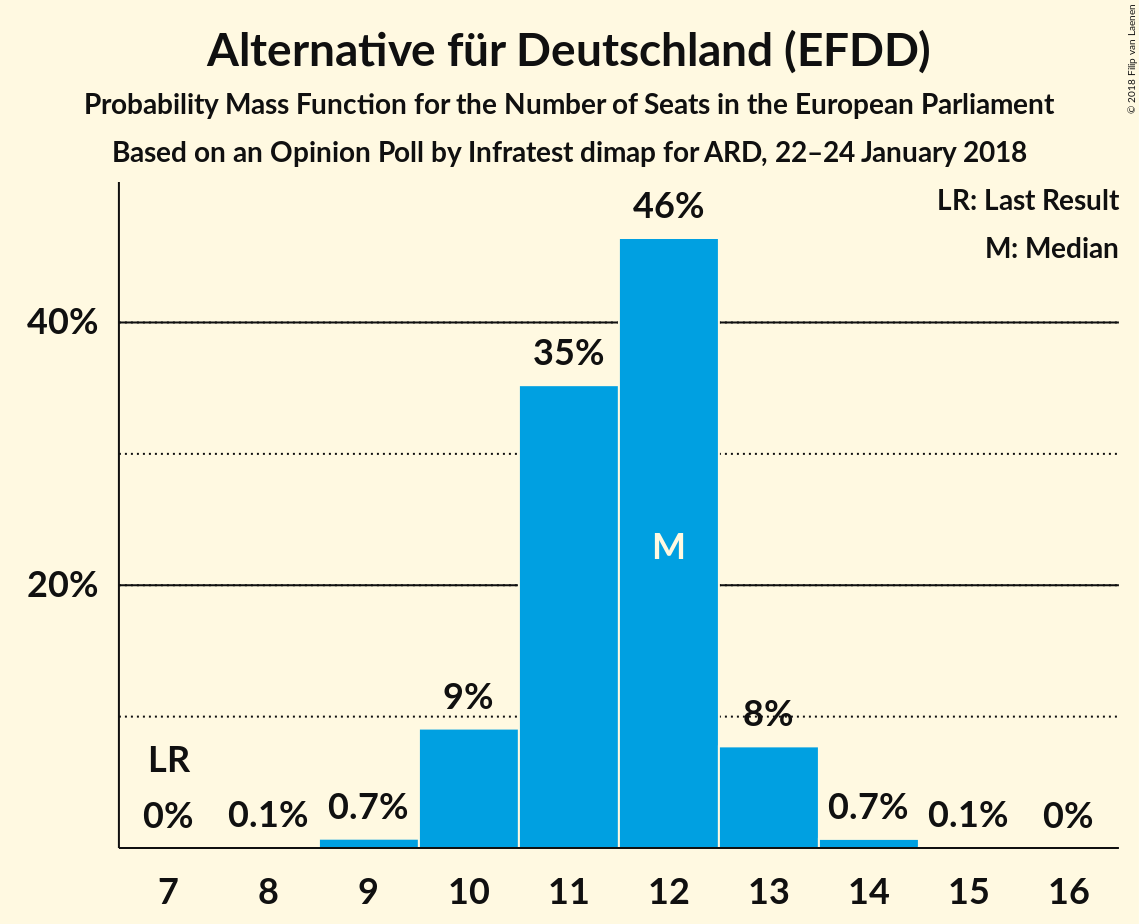 Alternative für Deutschland (EFDD)
Probability Mass Function for the Number of Seats in the European Parliament
Based on an Opinion Poll by Infratest dimap for ARD, 22–24 January 2018
© 2018 Filip van Laenen
LR: Last Result
M: Median
46%
40%
35%
M
20%
9%
8%
LR
0%
0.1%
0.7%
0.7%
0.1%
0%
7 8 9 10 11 12 13 14 15 16